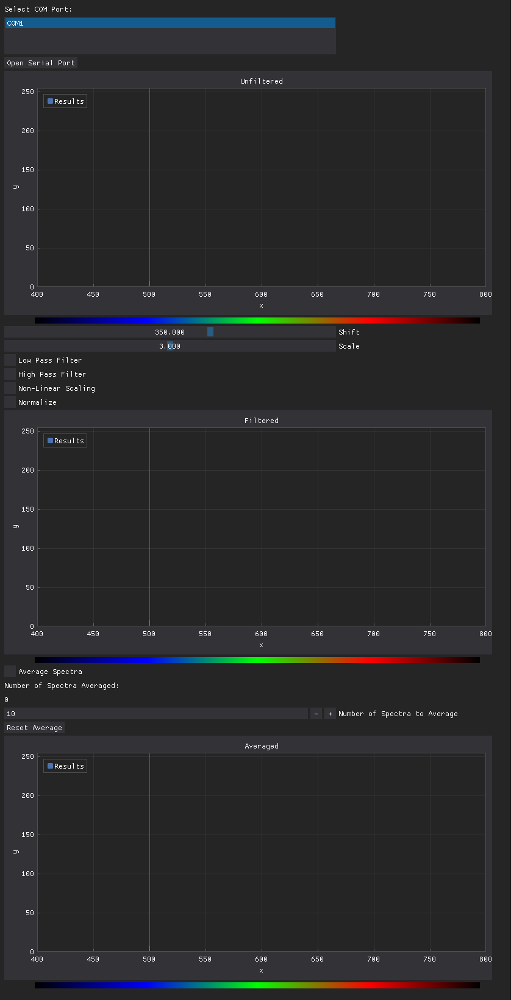 Select COM Port:
COM1
Open Serial Port
Unfiltered
250
Results
200
150
y
100
50
0
400 450 500 550 600 650 700 750 800
x
350.000 Shift
3.000 Scale
Low Pass Filter
High Pass Filter
Non-Linear Scaling
Normalize
Filtered
250
Results
200
150
y
100
50
0
400 450 500 550 600 650 700 750 800
x
Average Spectra
Number of Spectra Averaged:
0
10 - + Number of Spectra to Average
Reset Average
Averaged
250
Results
200
150
y
100
50
0
400 450 500 550 600 650 700 750 800
x